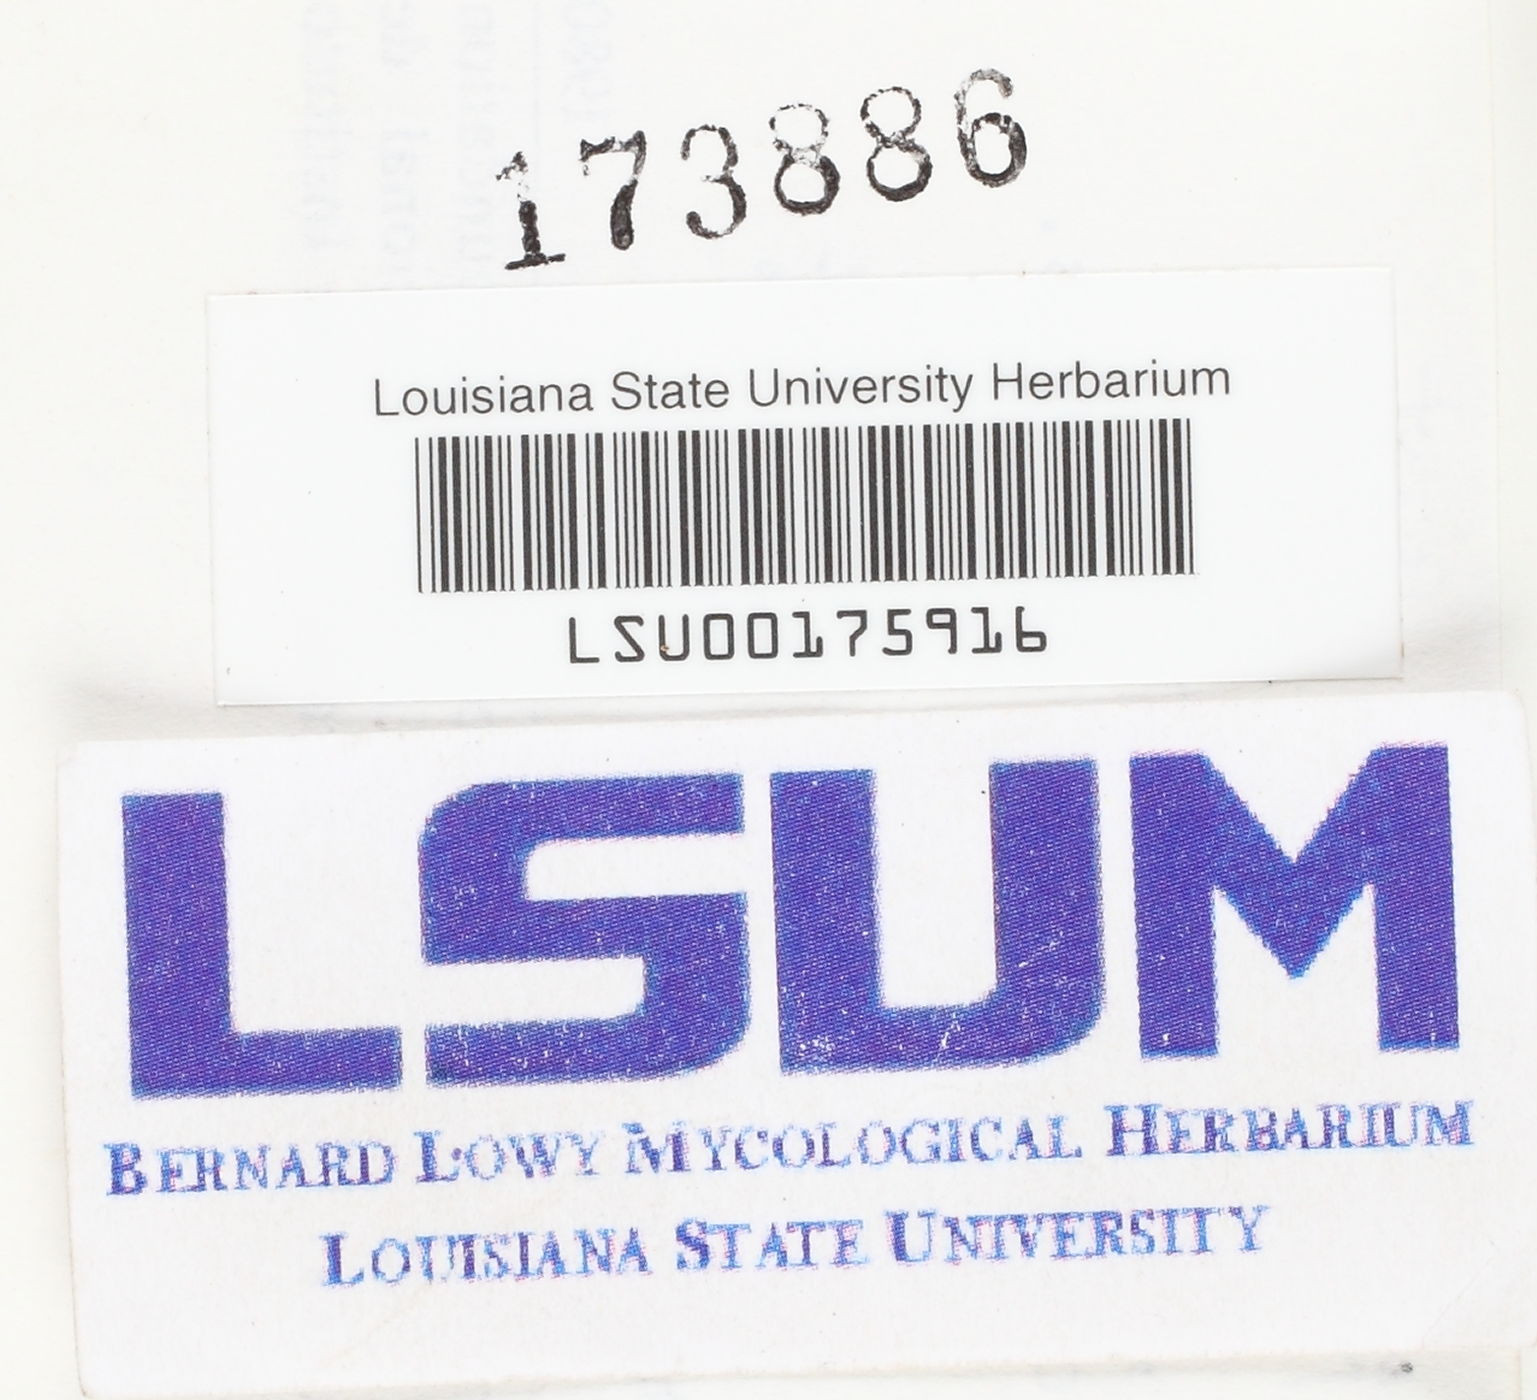 173886
Louisiana State University Herbarium
LSU00175916
LSUM
BERNARD LOWY MYCOLOGICAL HERBARIUM
LOUISIANA STATE UNIVERSITY